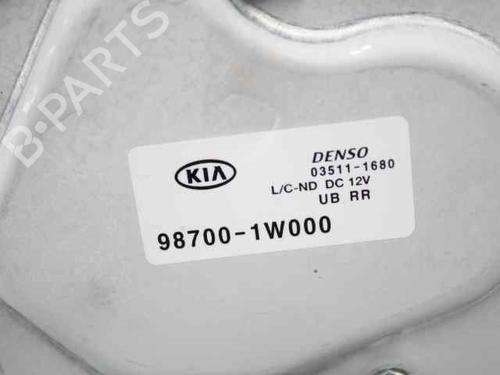 B-PARTS
KIA
DENSO
03511-1680
L/C-ND DC 12V
UB RR
98700-1W000